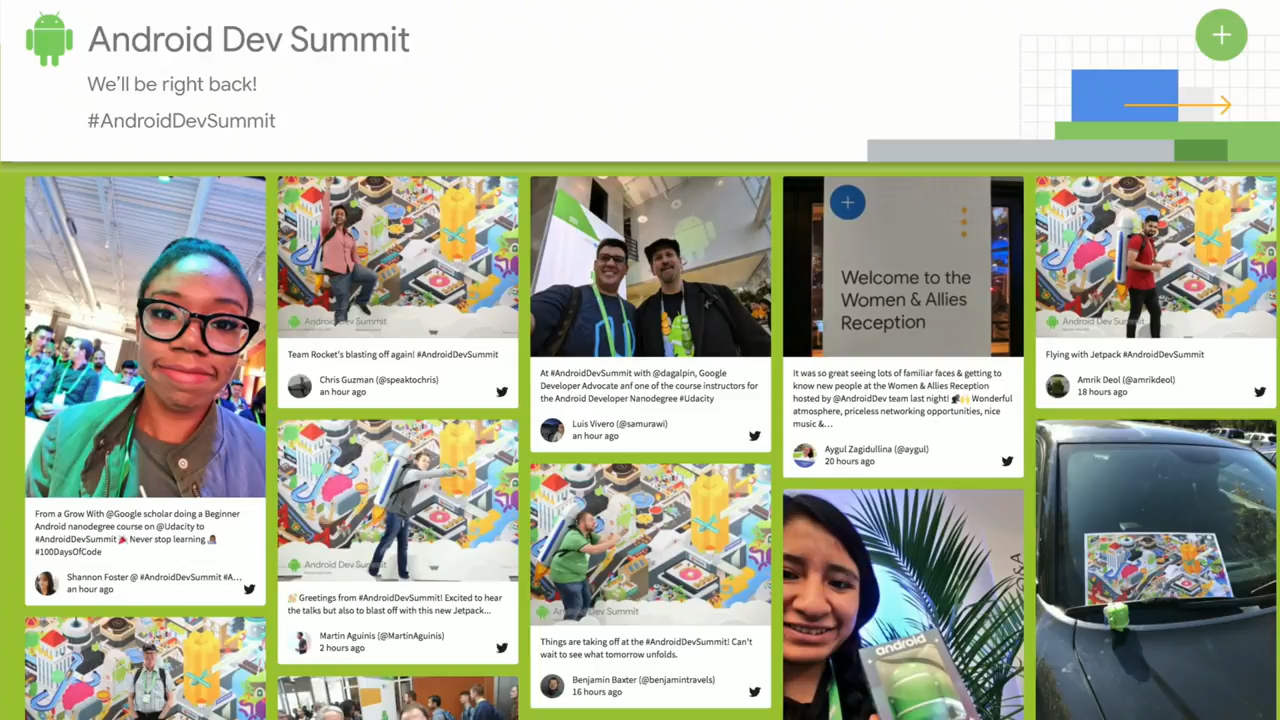 Android Dev Summit
We'll be right back!
#AndroidDevSummit
From a Grow With @Google scholar doing a Beginner
Android nanodegree course on @Udacity to
#AndroidDevSummit 🎉 Never stop learning 👩🏾‍💻
#100DaysOfCode
Shannon Foster @ #AndroidDevSummit #A...
an hour ago
Android Dev Summit
Team Rocket's blasting off again! #AndroidDevSummit
Chris Guzman (@speaktochris)
an hour ago
Android Dev Summit
👏🏼 Greetings from #AndroidDevSummit! Excited to hear
the talks but also to blast off with this new Jetpack...
Martin Aguinis (@MartinAguinis)
2 hours ago
At #AndroidDevSummit with @dagalpin, Google
Developer Advocate anf one of the course instructors for
the Android Developer Nanodegree #Udacity
Luis Vivero (@samurawi)
an hour ago
Android Dev Summit
Things are taking off at the #AndroidDevSummit! Can't
wait to see what tomorrow unfolds.
Benjamin Baxter (@benjamintravels)
16 hours ago
Welcome to the
Women & Allies
Reception
It was so great seeing lots of familiar faces & getting to
know new people at the Women & Allies Reception
hosted by @AndroidDev team last night! 🗣🙌 Wonderful
atmosphere, priceless networking opportunities, nice
music &...
Aygul Zagidullina (@aygul)
20 hours ago
android
Android Dev Summit
Flying with Jetpack #AndroidDevSummit
Amrik Deol (@amrikdeol)
18 hours ago